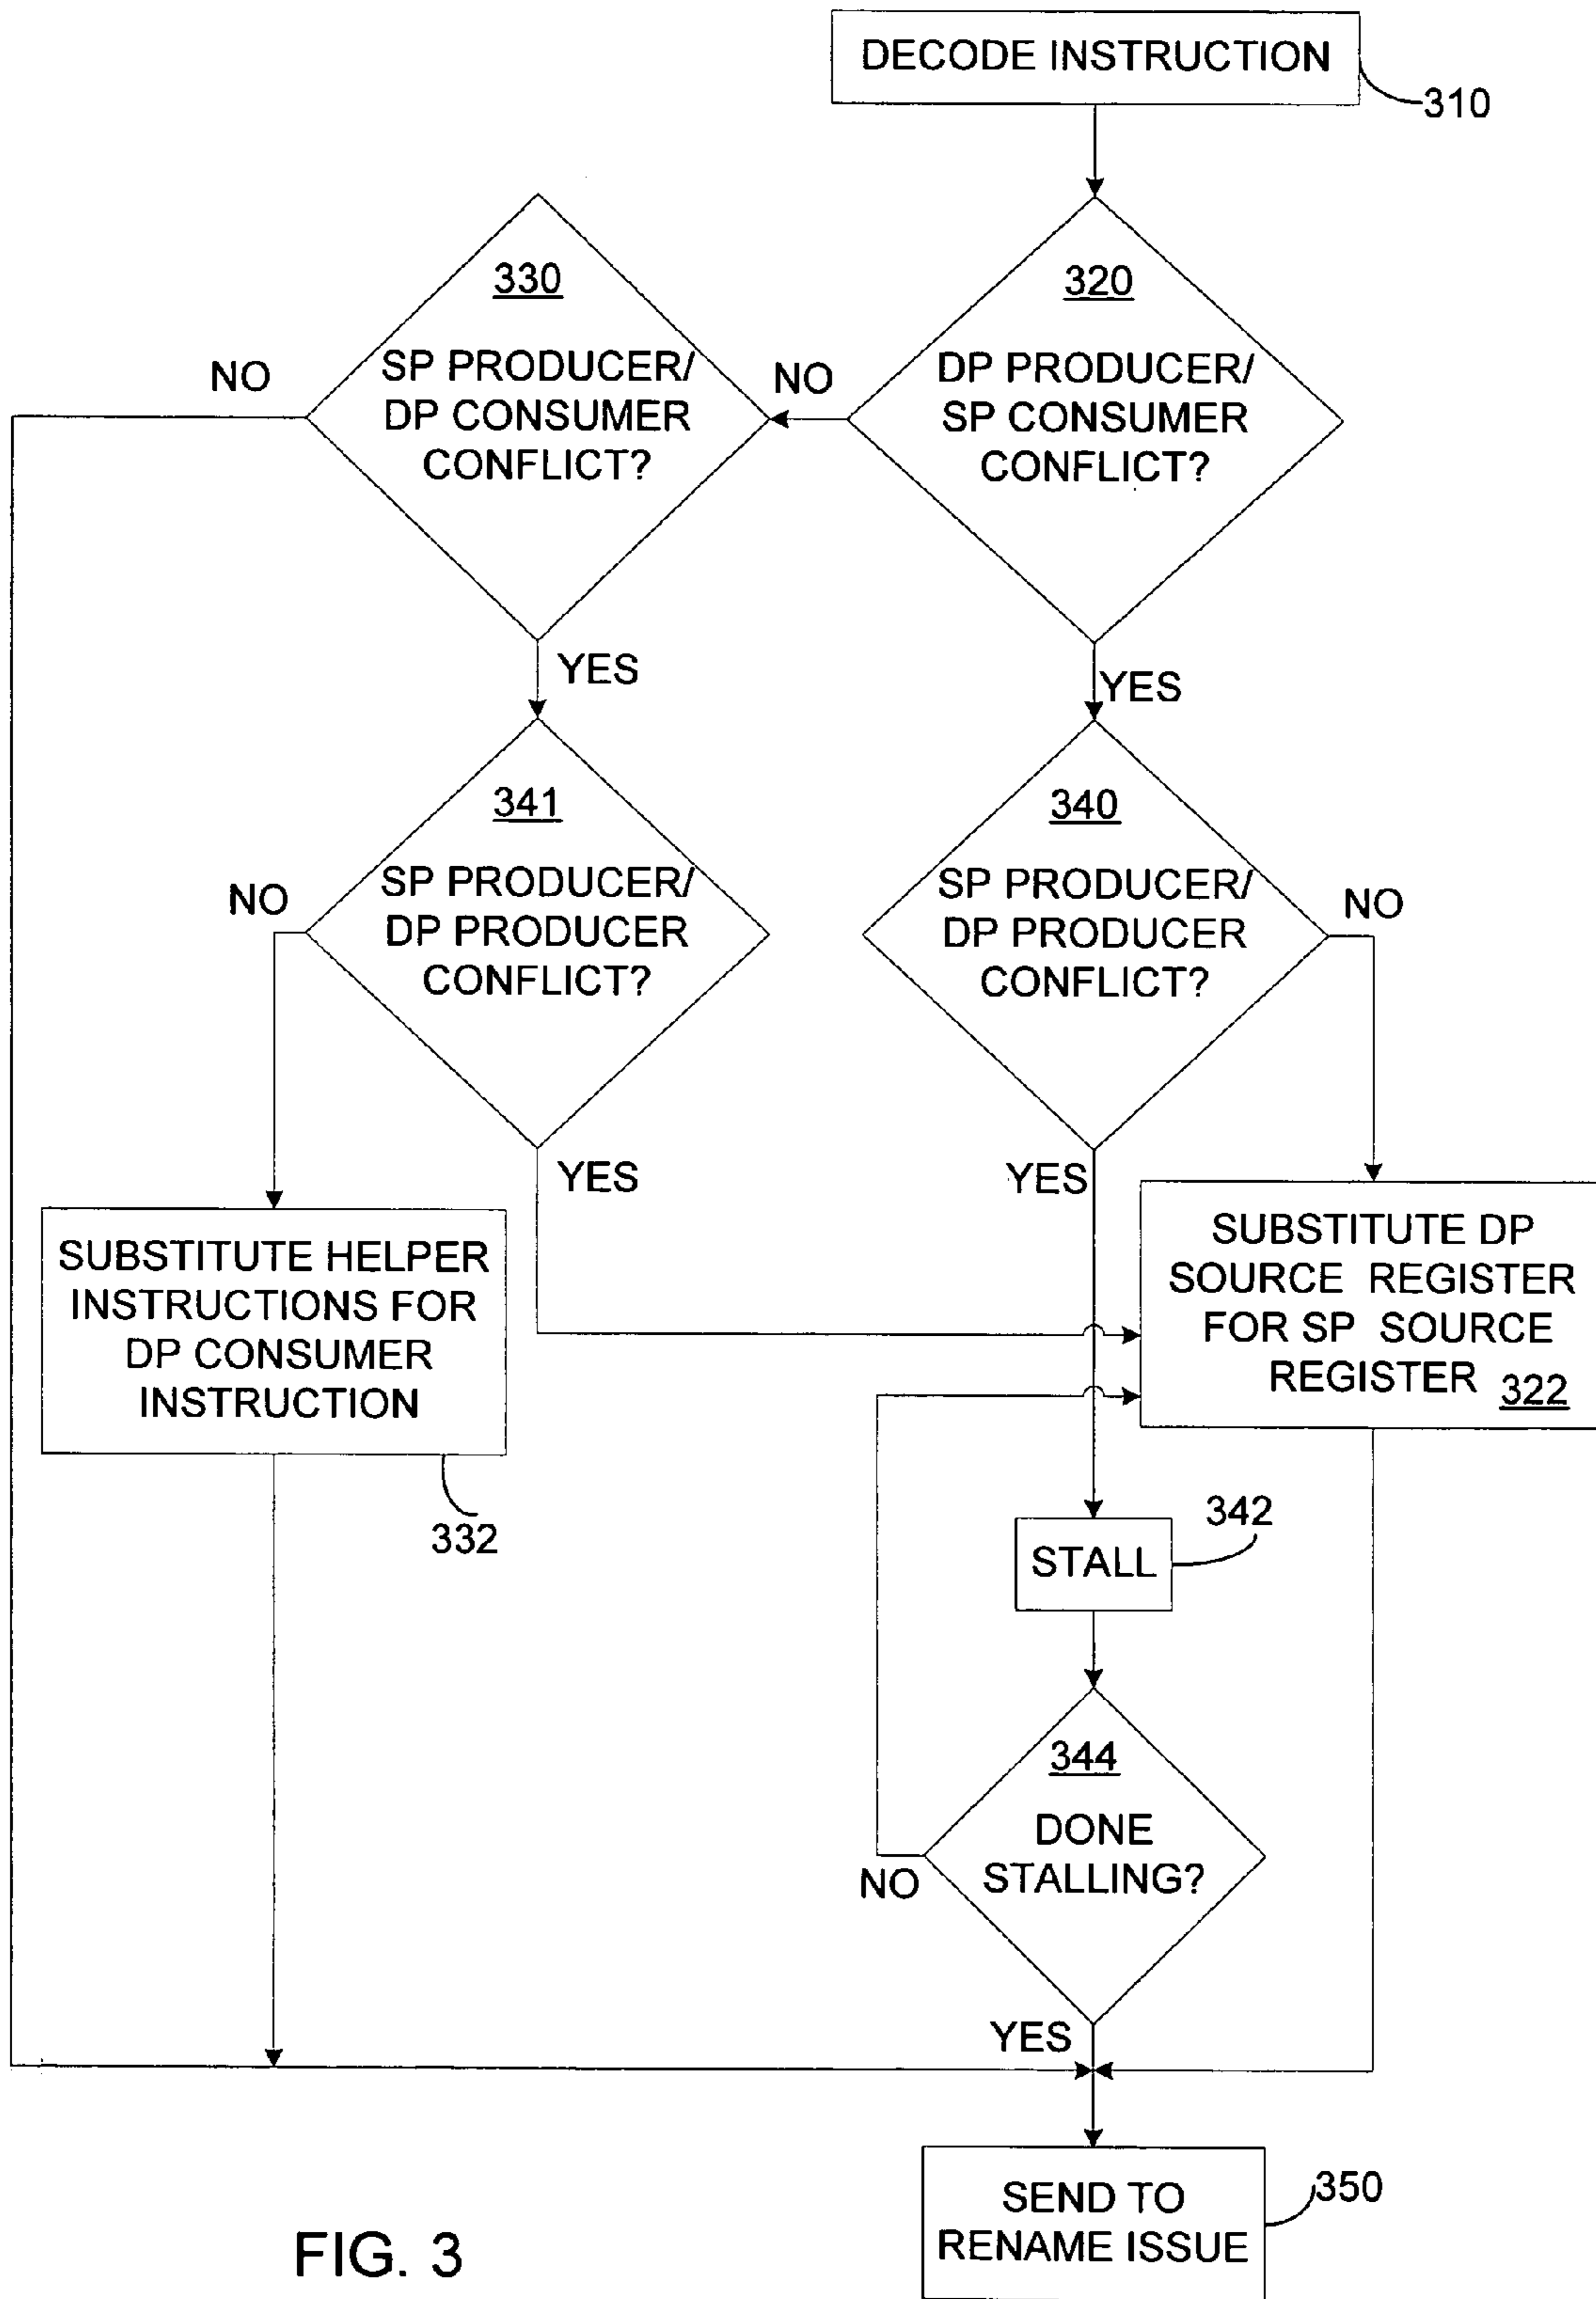 DECODE INSTRUCTION
310
330
SP PRODUCER/
DP CONSUMER
CONFLICT?
NO
320
DP PRODUCER/
SP CONSUMER
CONFLICT?
NO
YES
YES
341
SP PRODUCER/
DP PRODUCER
CONFLICT?
NO
340
SP PRODUCER/
DP PRODUCER
CONFLICT?
NO
YES
YES
SUBSTITUTE HELPER
INSTRUCTIONS FOR
DP CONSUMER
INSTRUCTION
332
SUBSTITUTE DP
SOURCE REGISTER
FOR SP SOURCE
REGISTER 322
STALL
342
344
DONE
STALLING?
NO
YES
SEND TO
RENAME ISSUE
350
FIG. 3